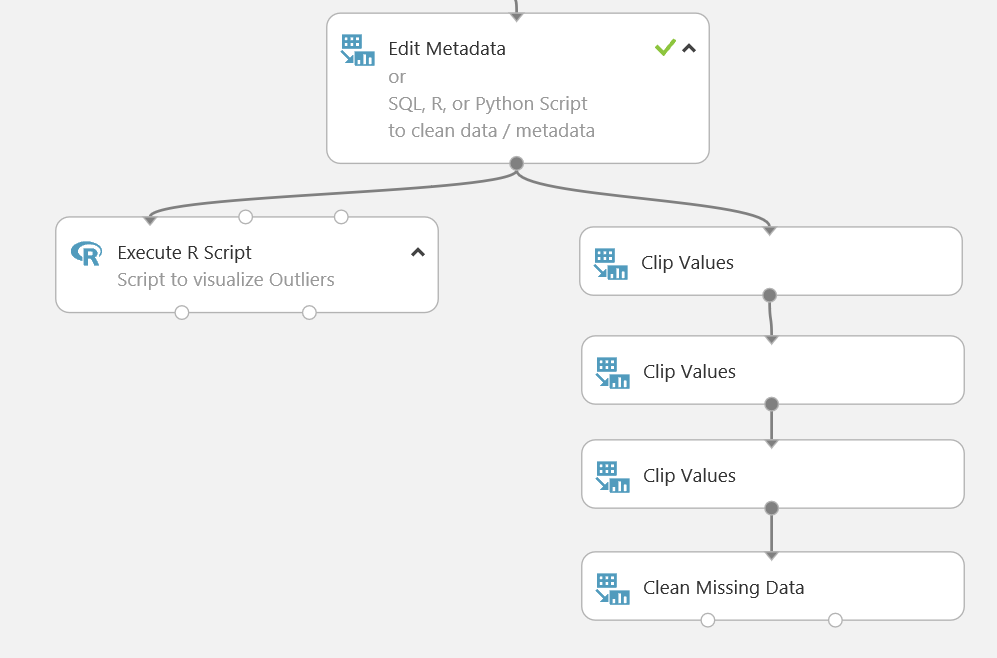 Edit Metadata
or
SQL, R, or Python Script
to clean data / metadata
R
Execute R Script
Script to visualize Outliers
Clip Values
Clip Values
Clip Values
Clean Missing Data